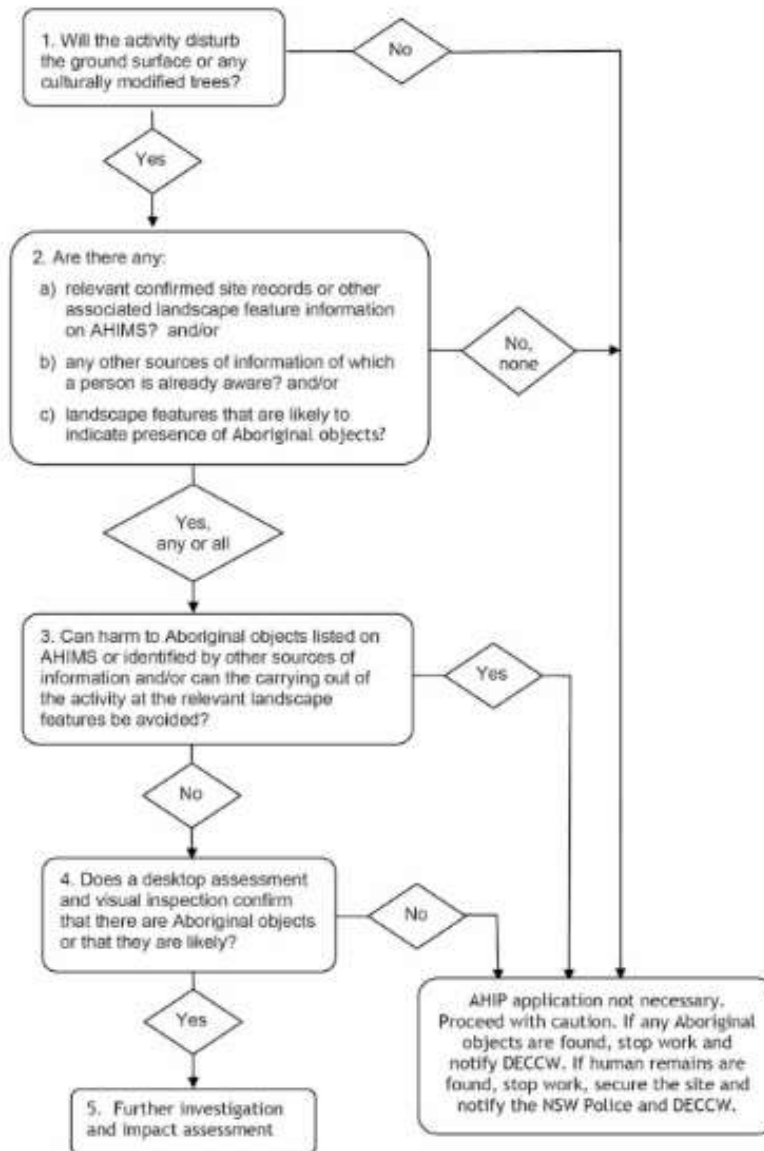 1. Will the activity disturb
the ground surface or any
culturally modified trees?
No
Yes
2. Are there any:
a) relevant confirmed site records or other
associated landscape feature information
on AHIMS? and/or
b) any other sources of information of which
a person is already aware? and/or
c) landscape features that are likely to
indicate presence of Aboriginal objects?
No,
none
Yes,
any or all
3. Can harm to Aboriginal objects listed on
AHIMS or identified by other sources of
information and/or can the carrying out of
the activity at the relevant landscape
features be avoided?
Yes
No
4. Does a desktop assessment
and visual inspection confirm
that there are Aboriginal objects
or that they are likely?
No
Yes
AHIP application not necessary.
Proceed with caution. If any Aboriginal
objects are found, stop work and
notify DECCW. If human remains are
found, stop work, secure the site and
notify the NSW Police and DECCW.
5. Further investigation
and impact assessment